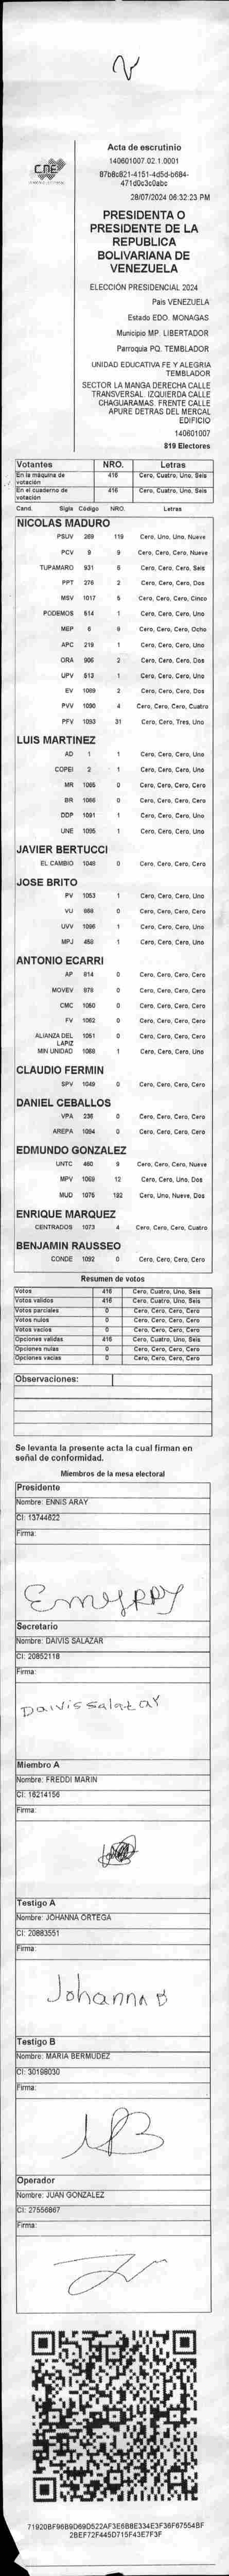 CNE
Acta de escrutinio
140601007.02.1.0001
471d0c3c0abc
28/07/2024 06:32:23 PM
PRESIDENTA O
PRESIDENTE DE LA
REPUBLICA
BOLIVARIANA DE
VENEZUELA
ELECCIÓN PRESIDENCIAL 2024
Pais VENEZUELA
Estado EDO. MONAGAS
Municipio MP. LIBERTADOR
Parroquia PQ. TEMBLADOR
UNIDAD EDUCATIVA FE Y ALEGRIA
TEMBLADOR
SECTOR LA MANGA DERECHA CALLE
TRANSVERSAL. IZQUIERDA CALLE
CHAGUARAMAS. FRENTE CALLE
APURE DETRAS DEL MERCAL
EDIFICIO
140601007
819 Electores
Votantes NRO. Letras
En la máquina de votación 416 Cero, Cuatro, Uno, Seis
En el cuaderno de votación 416 Cero, Cuatro, Uno, Seis
Cand. Sigla Código NRO. Letras
NICOLAS MADURO
PSUV 269 119 Cero, Uno, Uno, Nueve
PCV 9 9 Cero, Cero, Cero, Nueve
TUPAMARO 931 6 Cero, Cero, Cero, Seis
PPT 276 2 Cero, Cero, Cero, Dos
MSV 1017 5 Cero, Cero, Cero, Cinco
PODEMOS 514 1 Cero, Cero, Cero, Uno
MEP 6 8 Cero, Cero, Cero, Ocho
APC 219 1 Cero, Cero, Cero, Uno
ORA 906 2 Cero, Cero, Cero, Dos
UPV 513 1 Cero, Cero, Cero, Uno
EV 1089 2 Cero, Cero, Cero, Dos
PVV 1090 4 Cero, Cero, Cero, Cuatro
PFV 1093 31 Cero, Cero, Tres, Uno
LUIS MARTINEZ
AD 1 1 Cero, Cero, Cero, Uno
COPEI 2 1 Cero, Cero, Cero, Uno
MR 1065 0 Cero, Cero, Cero, Cero
BR 1066 0 Cero, Cero, Cero, Cero
DDP 1091 1 Cero, Cero, Cero, Uno
UNE 1095 1 Cero, Cero, Cero, Uno
JAVIER BERTUCCI
EL CAMBIO 1048 0 Cero, Cero, Cero, Cero
JOSE BRITO
PV 1053 1 Cero, Cero, Cero, Uno
VU 868 0 Cero, Cero, Cero, Cero
UVV 1096 1 Cero, Cero, Cero, Uno
MPJ 458 1 Cero, Cero, Cero, Uno
ANTONIO ECARRI
AP 814 0 Cero, Cero, Cero, Cero
MOVEV 878 0 Cero, Cero, Cero, Cero
CMC 1050 0 Cero, Cero, Cero, Cero
FV 1062 0 Cero, Cero, Cero, Cero
ALIANZA DEL LAPIZ 1051 0 Cero, Cero, Cero, Cero
MIN UNIDAD 1068 1 Cero, Cero, Cero, Uno
CLAUDIO FERMIN
SPV 1049 0 Cero, Cero, Cero, Cero
DANIEL CEBALLOS
VPA 236 0 Cero, Cero, Cero, Cero
AREPA 1094 0 Cero, Cero, Cero, Cero
EDMUNDO GONZALEZ
UNTC 460 9 Cero, Cero, Cero, Nueve
MPV 1069 12 Cero, Cero, Uno, Dos
MUD 1075 192 Cero, Uno, Nueve, Dos
ENRIQUE MARQUEZ
CENTRADOS 1073 4 Cero, Cero, Cero, Cuatro
BENJAMIN RAUSSEO
CONDE 1092 0 Cero, Cero, Cero, Cero
Resumen de votos
Votos 416 Cero, Cuatro, Uno, Seis
Votos validos 416 Cero, Cuatro, Uno, Seis
Votos parciales 0 Cero, Cero, Cero, Cero
Votos nulos 0 Cero, Cero, Cero, Cero
Votos vacios 0 Cero, Cero, Cero, Cero
Opciones validas 416 Cero, Cuatro, Uno, Seis
Opciones nulas 0 Cero, Cero, Cero, Cero
Opciones vacias 0 Cero, Cero, Cero, Cero
Observaciones:
Se levanta la presente acta la cual firman en
señal de conformidad.
Miembros de la mesa electoral
Presidente
Nombre: ENNIS ARAY
CI: 13744622
Firma:
Secretario
Nombre: DAIVIS SALAZAR
CI: 20852118
Firma:
Daivis salazar
Miembro A
Nombre: FREDDI MARIN
CI: 16214156
Firma:
Testigo A
Nombre: JOHANNA ORTEGA
CI: 20883551
Firma:
Johanna O
Testigo B
Nombre: MARIA BERMUDEZ
CI: 30198030
Firma:
Operador
Nombre: JUAN GONZALEZ
CI: 27556867
Firma:
71920BF96B9D69D522AF3E6B8E334E3F36F67554BF
2BEF72F445D715F43E7F3F